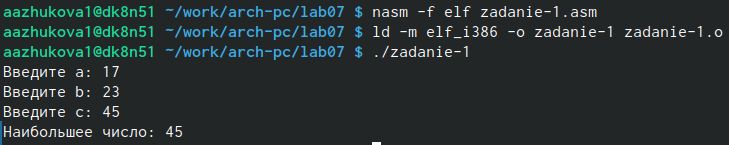 aazhukova1@dk8n51 ~/work/arch-pc/lab07 $ nasm -f elf zadanie-1.asm
aazhukova1@dk8n51 ~/work/arch-pc/lab07 $ ld -m elf_i386 -o zadanie-1 zadanie-1.o
aazhukova1@dk8n51 ~/work/arch-pc/lab07 $ ./zadanie-1
Введите a: 17
Введите b: 23
Введите c: 45
Наибольшее число: 45